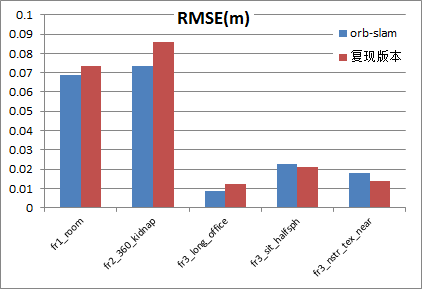 RMSE(m)
0.1
0.09
0.08
0.07
0.06
0.05
0.04
0.03
0.02
0.01
0
orb-slam
复现版本
fr1_room
fr2_360_kidnap
fr3_long_office
fr3_sit_halfsph
fr3_nstr_tex_near